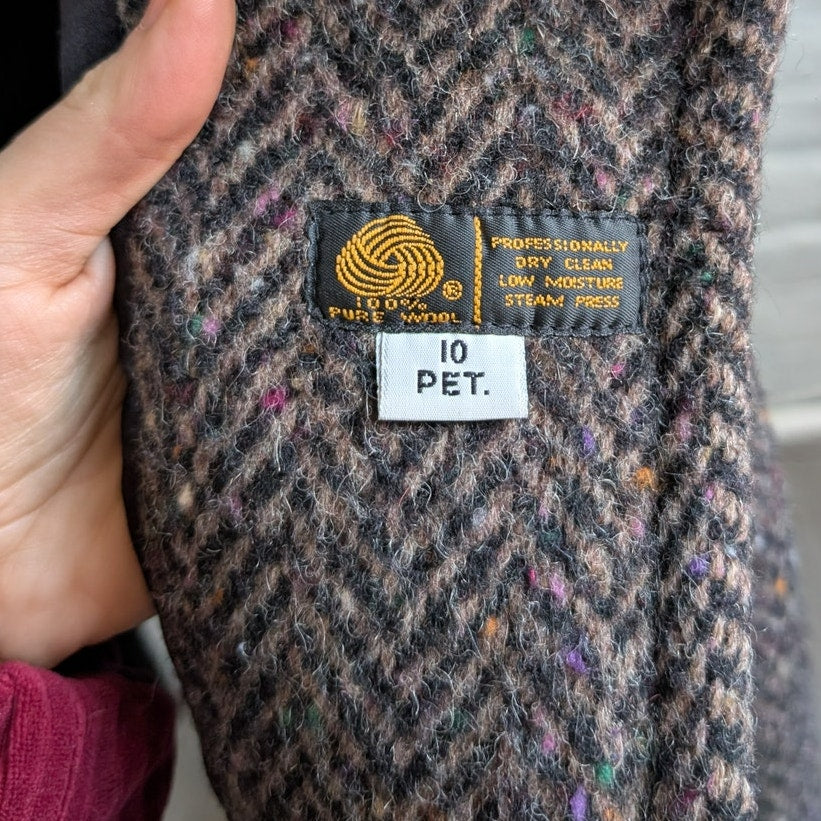 100%
PURE WOOL
®
PROFESSIONALLY
DRY CLEAN
LOW MOISTURE
STEAM PRESS
10
PET.